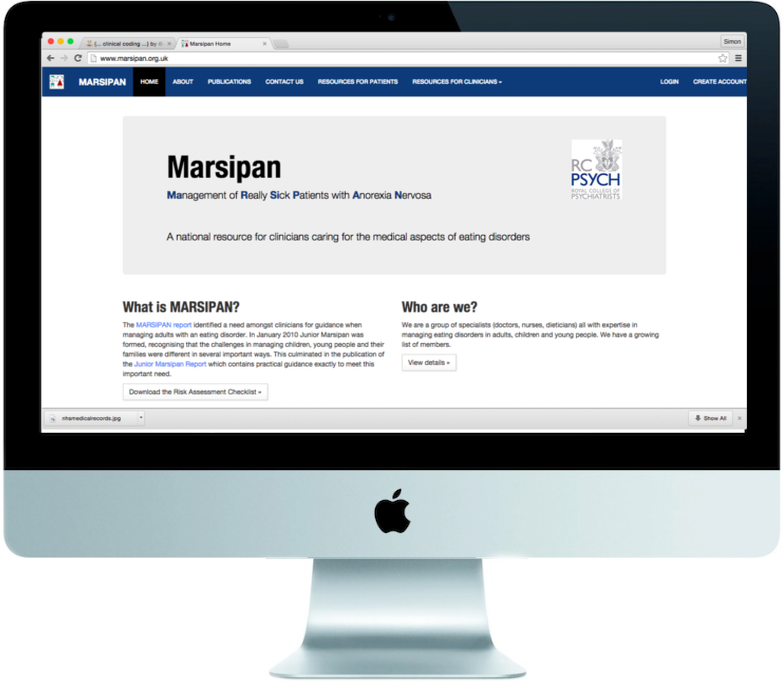 {... clinical coding ...} by
Marsipan Home
Simon
www.marsipan.org.uk
MARSIPAN HOME ABOUT PUBLICATIONS CONTACT US RESOURCES FOR PATIENTS RESOURCES FOR CLINICIANS LOGIN CREATE ACCOUNT
Marsipan
Management of Really Sick Patients with Anorexia Nervosa
A national resource for clinicians caring for the medical aspects of eating disorders
RC
PSYCH
ROYAL COLLEGE OF
PSYCHIATRISTS
What is MARSIPAN?
The MARSIPAN report identified a need amongst clinicians for guidance when
managing adults with an eating disorder. In January 2010 Junior Marsipan was
formed, recognising that the challenges in managing children, young people and their
families were different in several important ways. This culminated in the publication of
the Junior Marsipan Report which contains practical guidance exactly to meet this
important need.
Download the Risk Assessment Checklist »
Who are we?
We are a group of specialists (doctors, nurses, dieticians) all with expertise in
managing eating disorders in adults, children and young people. We have a growing
list of members.
View details »
nhsmedicalrecords.jpg
Show All